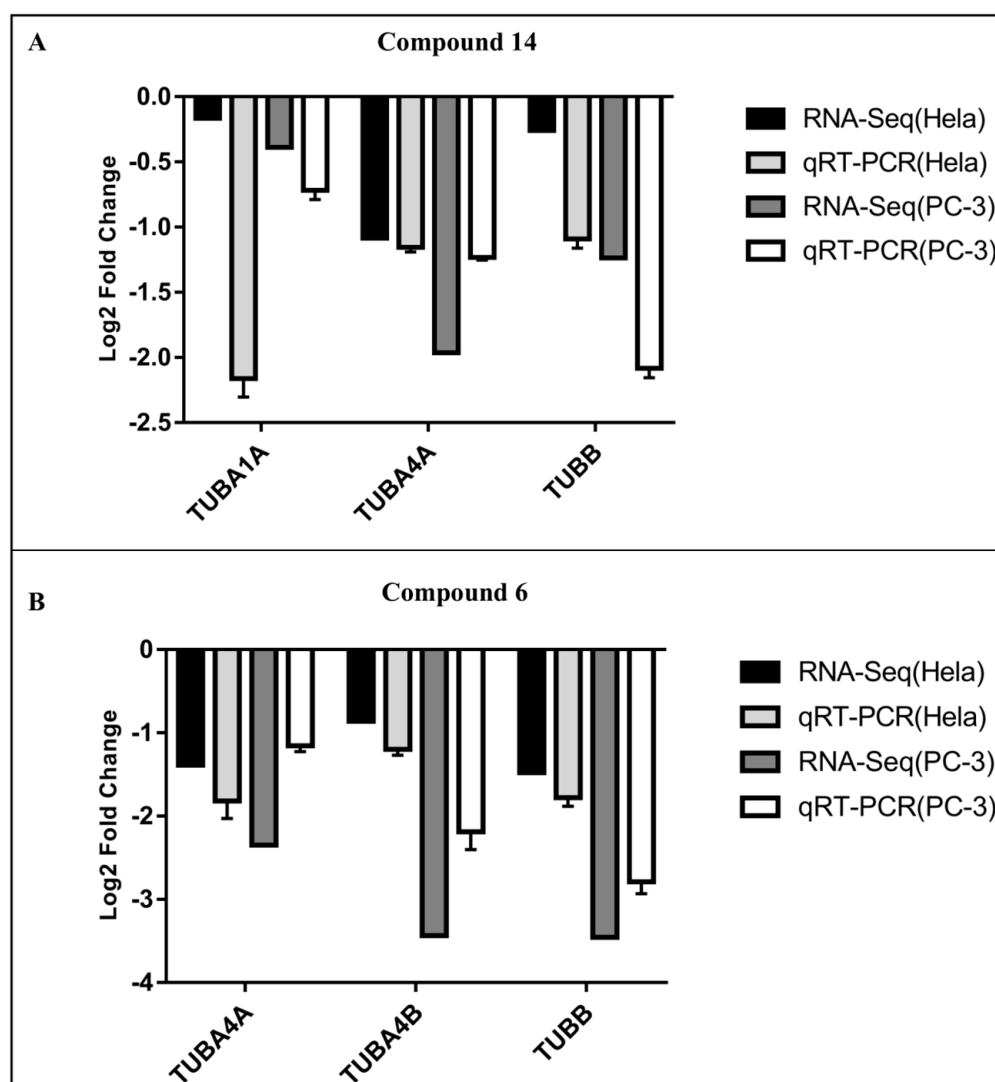 A
Compound 14
Log2 Fold Change
0.0
-0.5
-1.0
-1.5
-2.0
-2.5
TUBA1A
TUBA4A
TUBB
RNA-Seq(Hela)
qRT-PCR(Hela)
RNA-Seq(PC-3)
qRT-PCR(PC-3)
B
Compound 6
Log2 Fold Change
0
-1
-2
-3
-4
TUBA4A
TUBA4B
TUBB
RNA-Seq(Hela)
qRT-PCR(Hela)
RNA-Seq(PC-3)
qRT-PCR(PC-3)